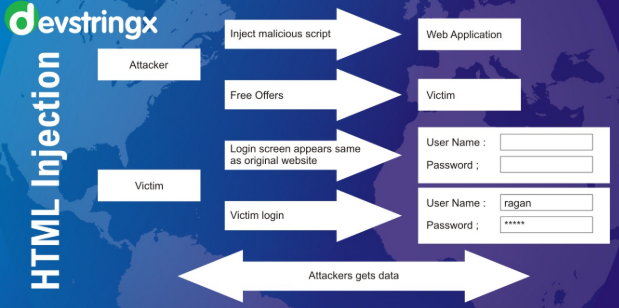 devstringx
HTML Injection
Attacker
Inject malicious script
Web Application
Free Offers
Victim
Victim
Login screen appears same
as original website
User Name :
Password ;
Victim login
User Name : ragan
Password ; *****
Attackers gets data